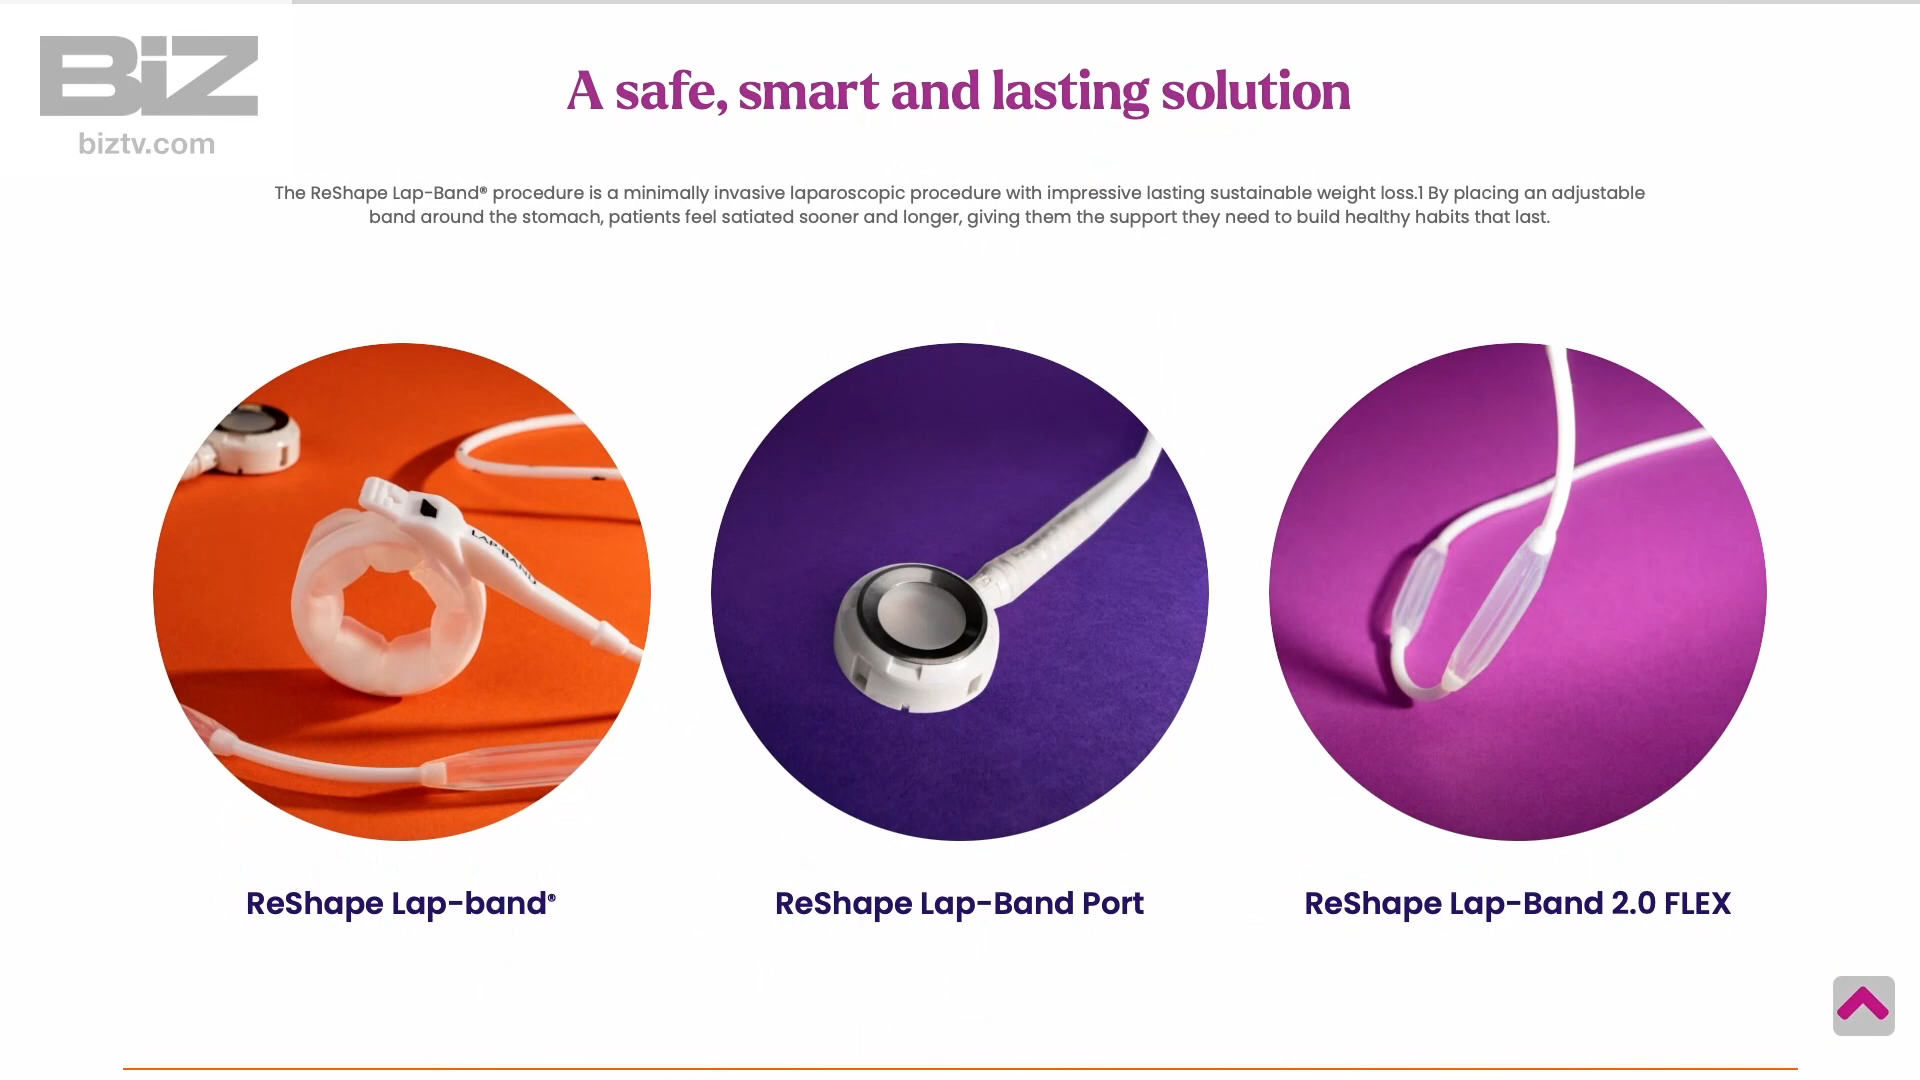 BiZ
biztv.com
A safe, smart and lasting solution
The ReShape Lap-Band® procedure is a minimally invasive laparoscopic procedure with impressive lasting sustainable weight loss.1 By placing an adjustable
band around the stomach, patients feel satiated sooner and longer, giving them the support they need to build healthy habits that last.
LAP-BAND
ReShape Lap-band®
ReShape Lap-Band Port
ReShape Lap-Band 2.0 FLEX